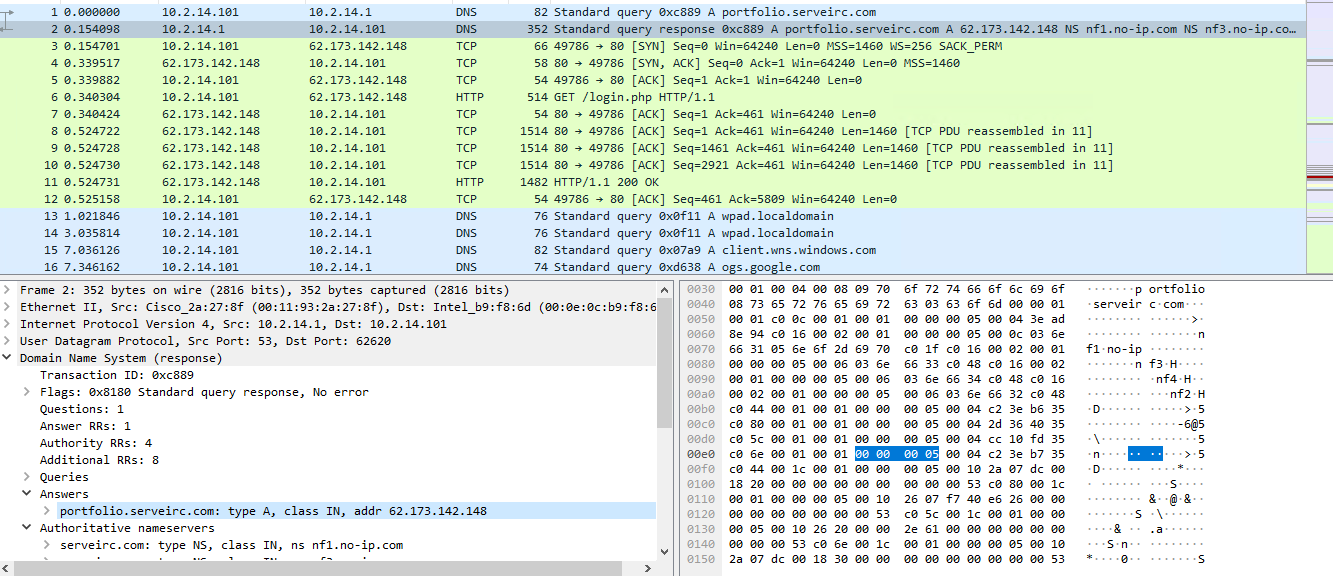 1 0.000000 10.2.14.101 10.2.14.1 DNS 82 Standard query 0xc889 A portfolio.serveirc.com
2 0.154098 10.2.14.1 10.2.14.101 DNS 352 Standard query response 0xc889 A portfolio.serveirc.com A 62.173.142.148 NS nf1.no-ip.com NS nf3.no-ip.co…
3 0.154701 10.2.14.101 62.173.142.148 TCP 66 49786 → 80 [SYN] Seq=0 Win=64240 Len=0 MSS=1460 WS=256 SACK_PERM
4 0.339517 62.173.142.148 10.2.14.101 TCP 58 80 → 49786 [SYN, ACK] Seq=0 Ack=1 Win=64240 Len=0 MSS=1460
5 0.339882 10.2.14.101 62.173.142.148 TCP 54 49786 → 80 [ACK] Seq=1 Ack=1 Win=64240 Len=0
6 0.340304 10.2.14.101 62.173.142.148 HTTP 514 GET /login.php HTTP/1.1
7 0.340424 62.173.142.148 10.2.14.101 TCP 54 80 → 49786 [ACK] Seq=1 Ack=461 Win=64240 Len=0
8 0.524722 62.173.142.148 10.2.14.101 TCP 1514 80 → 49786 [ACK] Seq=1 Ack=461 Win=64240 Len=1460 [TCP PDU reassembled in 11]
9 0.524728 62.173.142.148 10.2.14.101 TCP 1514 80 → 49786 [ACK] Seq=1461 Ack=461 Win=64240 Len=1460 [TCP PDU reassembled in 11]
10 0.524730 62.173.142.148 10.2.14.101 TCP 1514 80 → 49786 [ACK] Seq=2921 Ack=461 Win=64240 Len=1460 [TCP PDU reassembled in 11]
11 0.524731 62.173.142.148 10.2.14.101 HTTP 1482 HTTP/1.1 200 OK
12 0.525158 10.2.14.101 62.173.142.148 TCP 54 49786 → 80 [ACK] Seq=461 Ack=5809 Win=64240 Len=0
13 1.021846 10.2.14.101 10.2.14.1 DNS 76 Standard query 0x0f11 A wpad.localdomain
14 3.035814 10.2.14.101 10.2.14.1 DNS 76 Standard query 0x0f11 A wpad.localdomain
15 7.036126 10.2.14.101 10.2.14.1 DNS 82 Standard query 0x07a9 A client.wns.windows.com
16 7.346162 10.2.14.101 10.2.14.1 DNS 74 Standard query 0xd638 A ogs.google.com
Frame 2: 352 bytes on wire (2816 bits), 352 bytes captured (2816 bits)
Ethernet II, Src: Cisco_2a:27:8f (00:11:93:2a:27:8f), Dst: Intel_b9:f8:6d (00:0e:0c:b9:f8:6
Internet Protocol Version 4, Src: 10.2.14.1, Dst: 10.2.14.101
User Datagram Protocol, Src Port: 53, Dst Port: 62620
Domain Name System (response)
Transaction ID: 0xc889
Flags: 0x8180 Standard query response, No error
Questions: 1
Answer RRs: 1
Authority RRs: 4
Additional RRs: 8
Queries
Answers
portfolio.serveirc.com: type A, class IN, addr 62.173.142.148
Authoritative nameservers
serveirc.com: type NS, class IN, ns nf1.no-ip.com
0030 00 01 00 04 00 08 09 70 6f 72 74 66 6f 6c 69 6f ·······p ortfolio
0040 08 73 65 72 76 65 69 72 63 03 63 6f 6d 00 00 01 ·serveir c·com···
0050 00 01 c0 0c 00 01 00 01 00 00 00 05 00 04 3e ad ········ ······>·
0060 8e 94 c0 16 00 02 00 01 00 00 00 05 00 0c 03 6e ········ ·······n
0070 66 31 05 6e 6f 2d 69 70 c0 1f c0 16 00 02 00 01 f1·no-ip ········
0080 00 00 00 05 00 06 03 6e 66 33 c0 48 c0 16 00 02 ·······n f3·H····
0090 00 01 00 00 00 05 00 06 03 6e 66 34 c0 48 c0 16 ········ ·nf4·H··
00a0 00 02 00 01 00 00 00 05 00 06 03 6e 66 32 c0 48 ········ ···nf2·H
00b0 c0 44 00 01 00 01 00 00 00 05 00 04 c2 3e b6 35 ·D······ ·····>·5
00c0 c0 80 00 01 00 01 00 00 00 05 00 04 2d 36 40 35 ········ ····-6@5
00d0 c0 5c 00 01 00 01 00 00 00 05 00 04 cc 10 fd 35 ·\······ ·······5
00e0 c0 6e 00 01 00 01 00 00 00 05 00 04 c2 3e b7 35 ·n······ ·····>·5
00f0 c0 44 00 1c 00 01 00 00 00 05 00 10 2a 07 dc 00 ·D······ ····*···
0100 18 20 00 00 00 00 00 00 00 00 00 53 c0 80 00 1c · ······ ···S····
0110 00 01 00 00 00 05 00 10 26 07 f7 40 e6 26 00 00 ········ &··@·&··
0120 00 00 00 00 00 00 00 53 c0 5c 00 1c 00 01 00 00 ·······S ·\······
0130 00 05 00 10 26 20 00 00 2e 61 00 00 00 00 00 00 ····& ·· .a······
0140 00 00 00 53 c0 6e 00 1c 00 01 00 00 00 05 00 10 ···S·n·· ········
0150 2a 07 dc 00 18 30 00 00 00 00 00 00 00 00 00 53 *····0·· ·······S